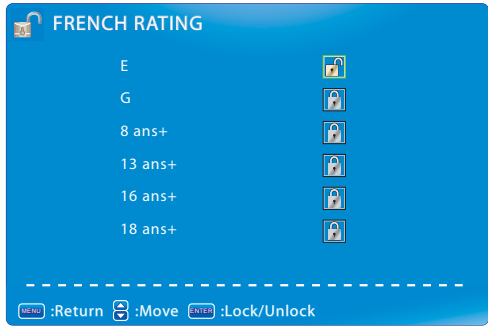 FRENCH RATING
E
G
8 ans+
13 ans+
16 ans+
18 ans+
MENU :Return :Move ENTER :Lock/Unlock